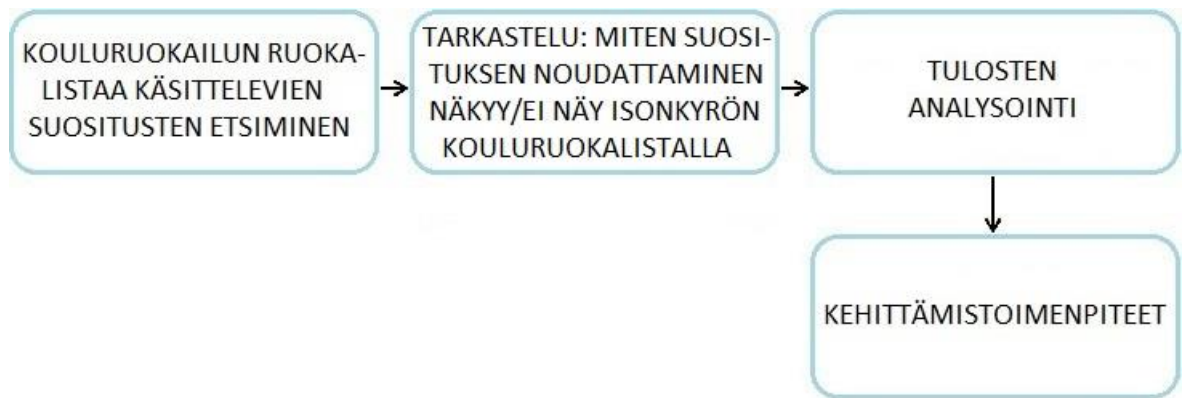 KOULURUOKAILUN RUOKA-
LISTAA KÄSITTELEVIEN
SUOSITUSTEN ETSIMINEN
TARKASTELU: MITEN SUOSI-
TUKSEN NOUDATTAMINEN
NÄKYY/EI NÄY ISONKYRÖN
KOULURUOKALISTALLA
TULOSTEN
ANALYSOINTI
KEHITTÄMISTOIMENPITEET